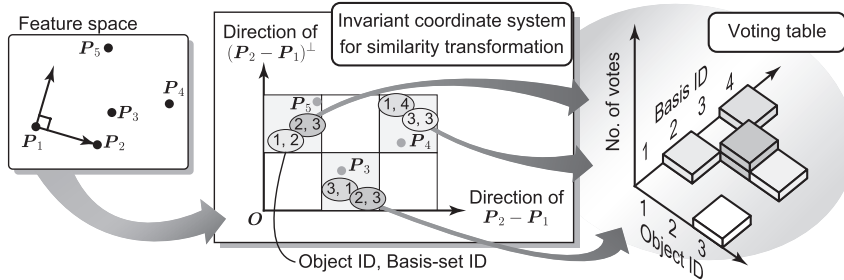 Feature space
P5
P4
P3
P1
P2
Direction of
(P2 − P1)⊥
Invariant coordinate system
for similarity transformation
P5
2, 3
1, 2
1, 4
3, 3
P4
P3
3, 1
2, 3
O
Direction of
P2 − P1
Object ID, Basis-set ID
Voting table
No. of votes
Basis ID
1
2
3
4
1
2
3
Object ID